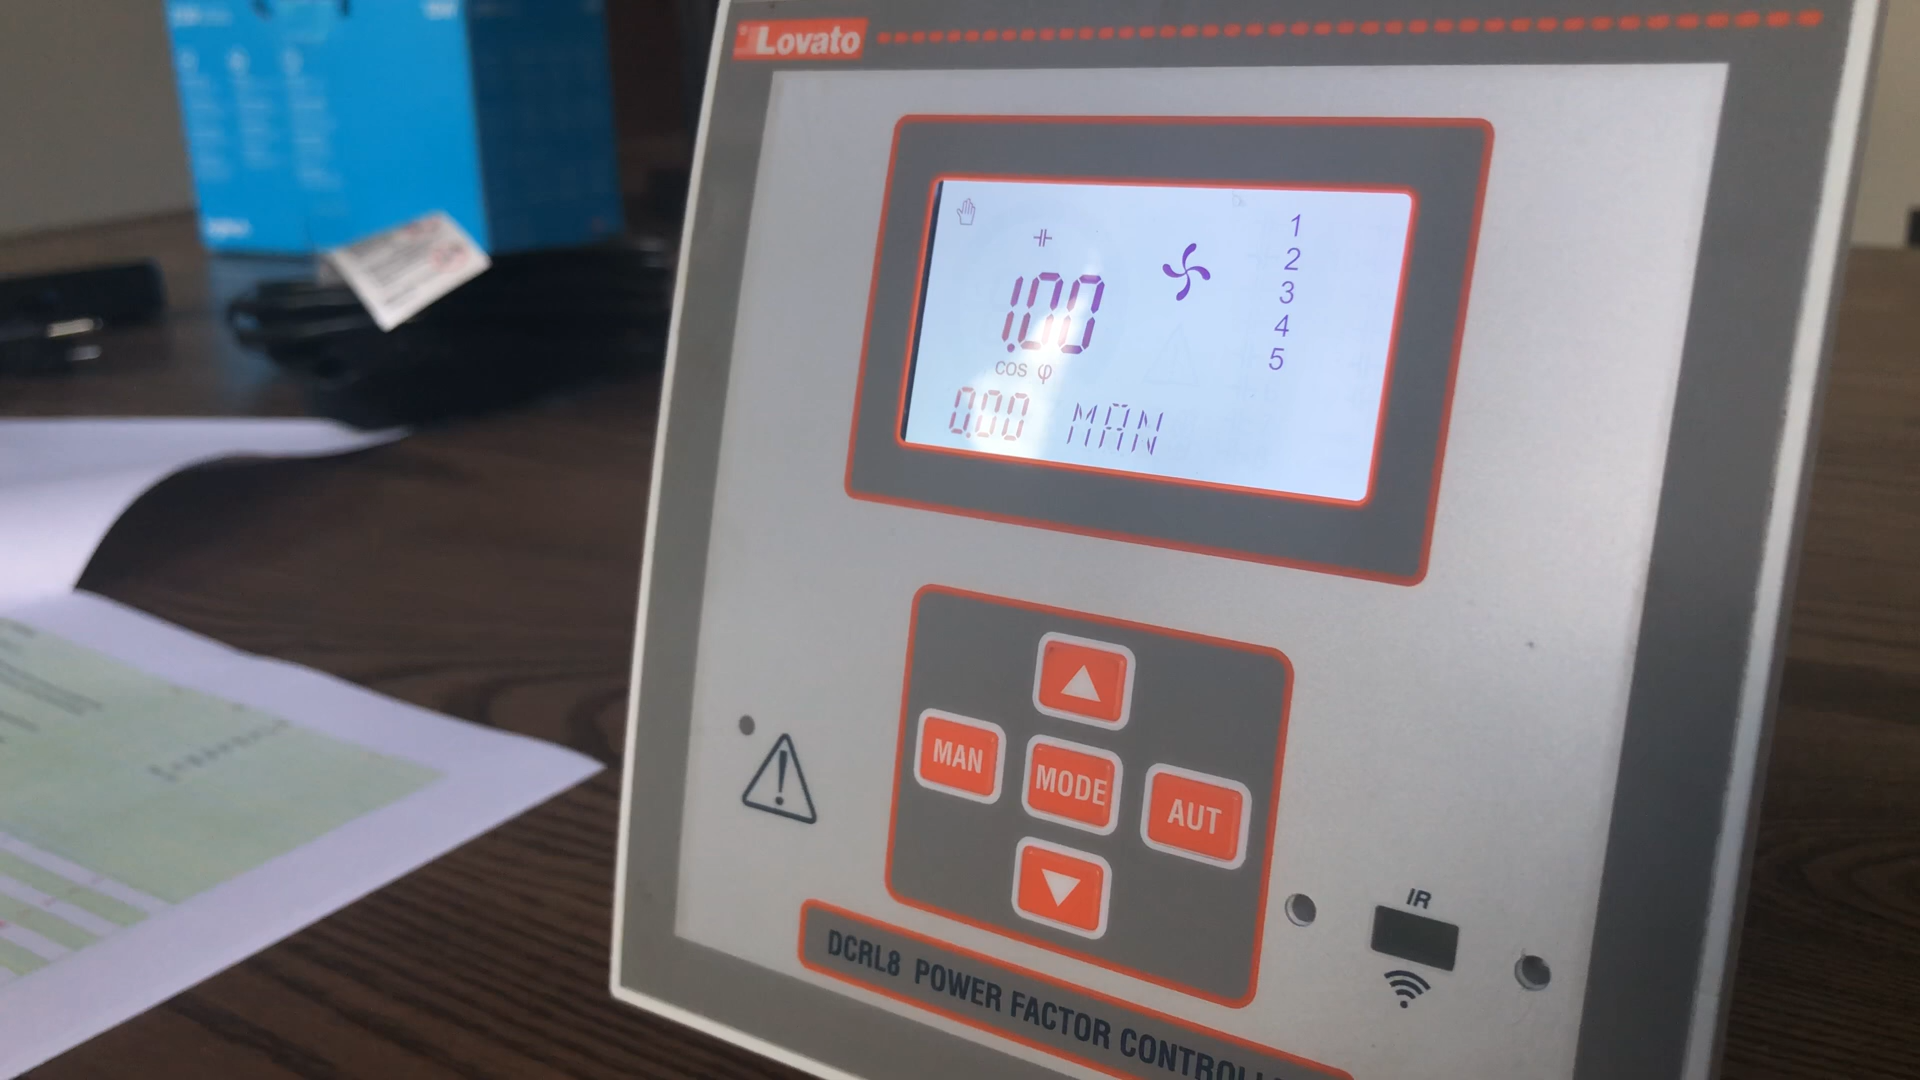 Lovato
1
2
3
4
5
1.00
cos φ
0.00 MAN
MAN
MODE
AUT
IR
DCRL8 POWER FACTOR